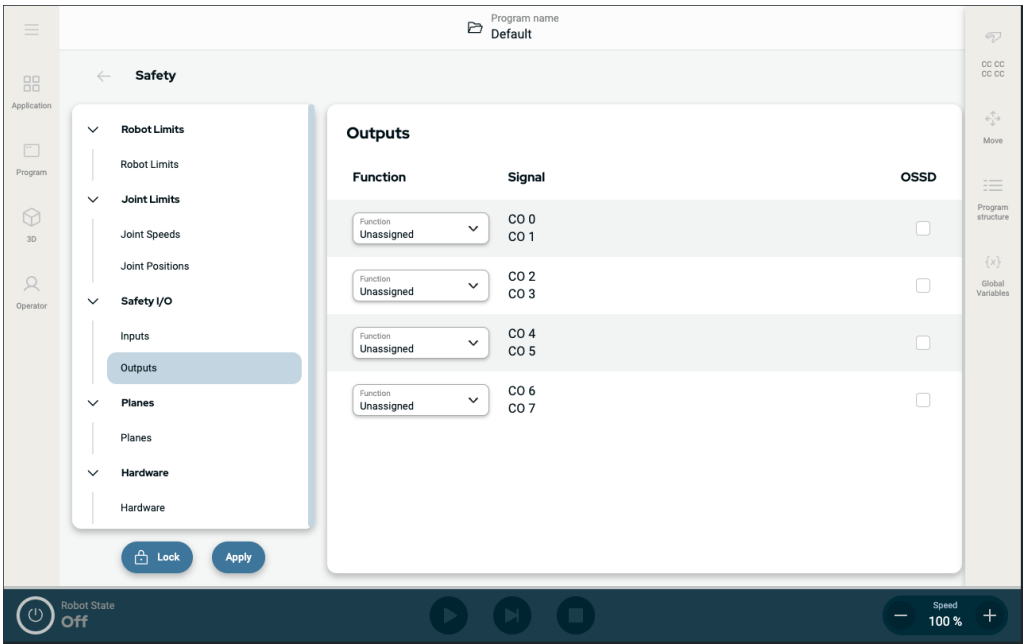 Program name
Default
Application
Program
3D
Operator
Safety
Robot Limits
Robot Limits
Joint Limits
Joint Speeds
Joint Positions
Safety I/O
Inputs
Outputs
Planes
Planes
Hardware
Hardware
Lock
Apply
Outputs
Function
Signal
OSSD
Function
Unassigned
CO 0
CO 1
Function
Unassigned
CO 2
CO 3
Function
Unassigned
CO 4
CO 5
Function
Unassigned
CO 6
CO 7
CC CC
CC CC
Move
Program
structure
{x}
Global
Variables
Robot State
Off
Speed
100 %